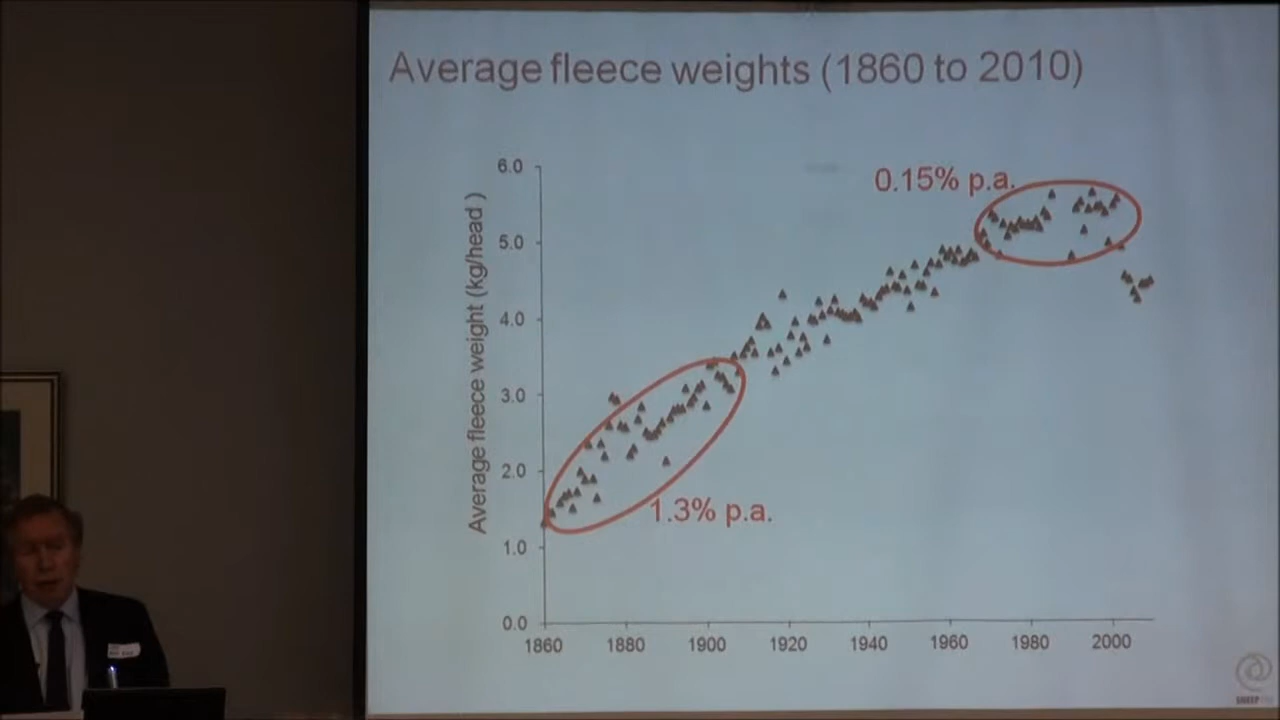 Average fleece weights (1860 to 2010)
0.15% p.a.
Average fleece weight (kg/head )
6.0
5.0
4.0
3.0
2.0
1.0
0.0
1.3% p.a.
1860 1880 1900 1920 1940 1960 1980 2000